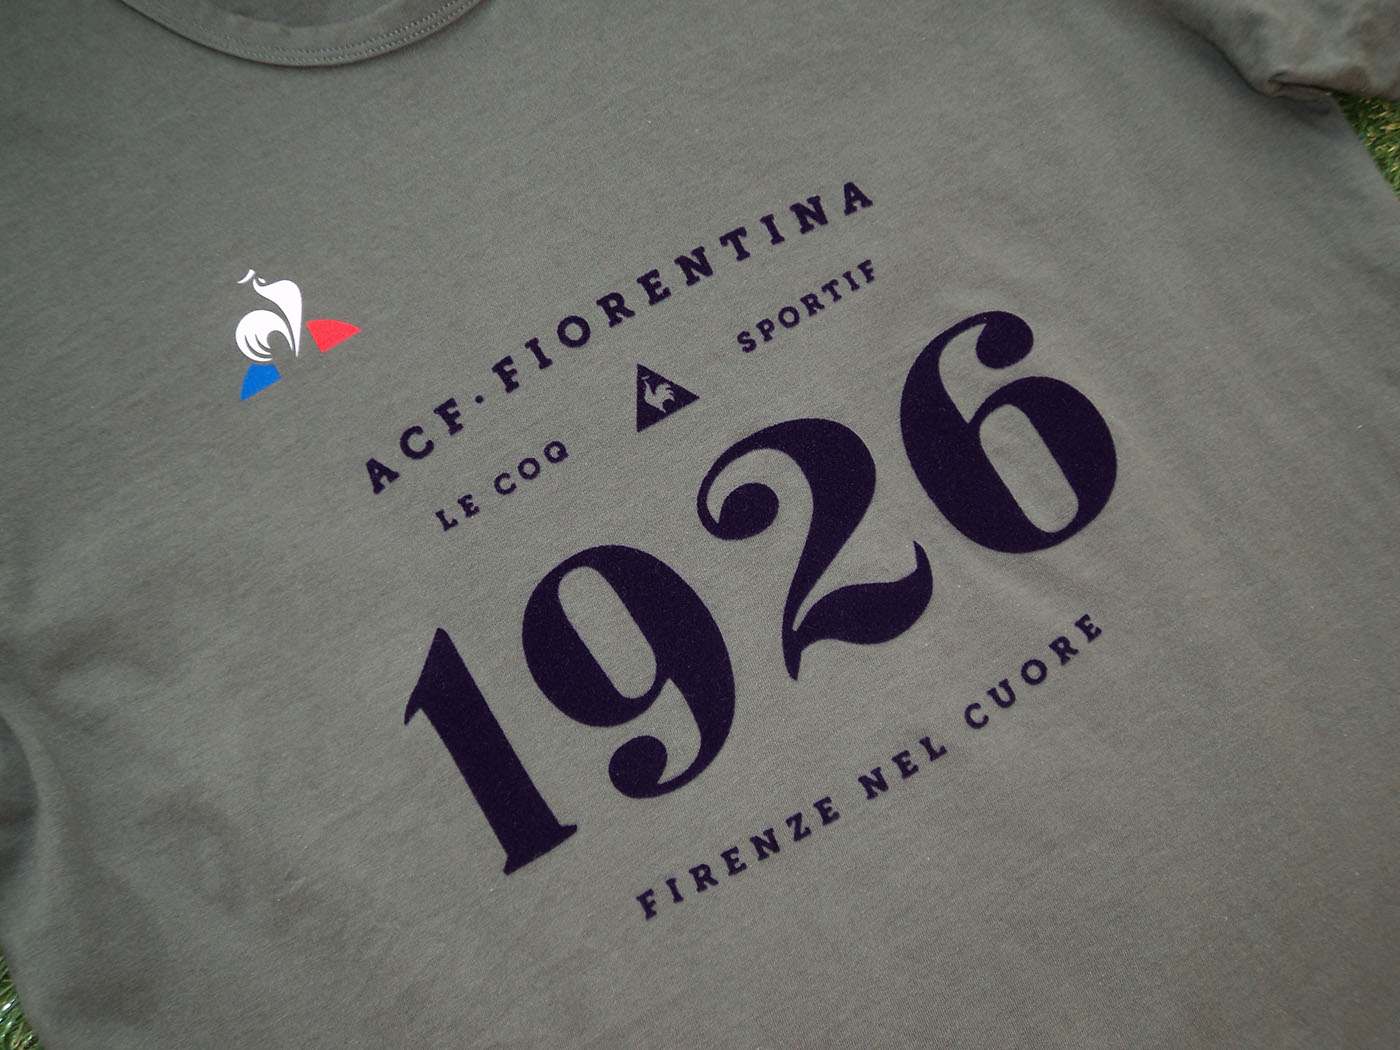 ACF·FIORENTINA
LE COQ SPORTIF
1926
FIRENZE NEL CUORE